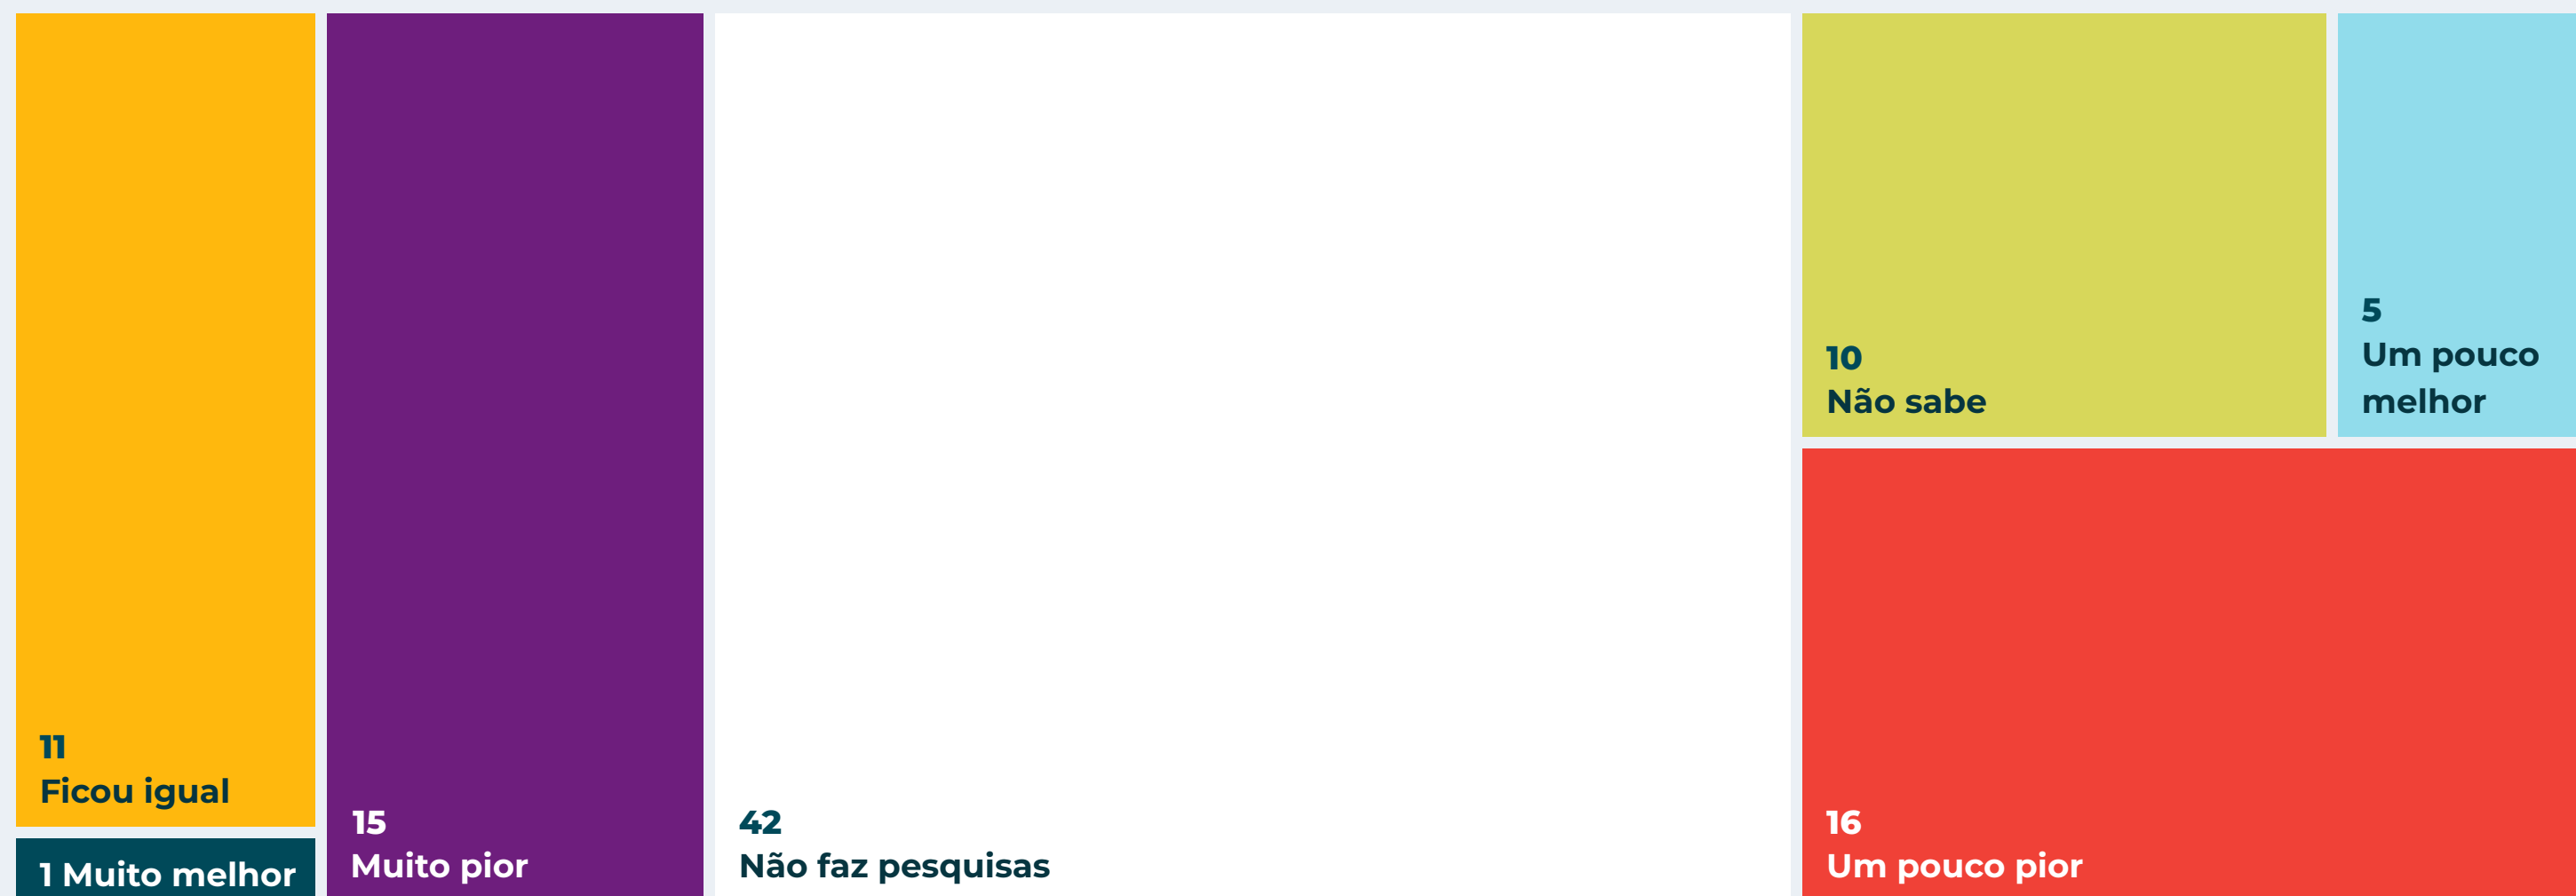 11
Ficou igual
1 Muito melhor
15
Muito pior
42
Não faz pesquisas
10
Não sabe
5
Um pouco
melhor
16
Um pouco pior